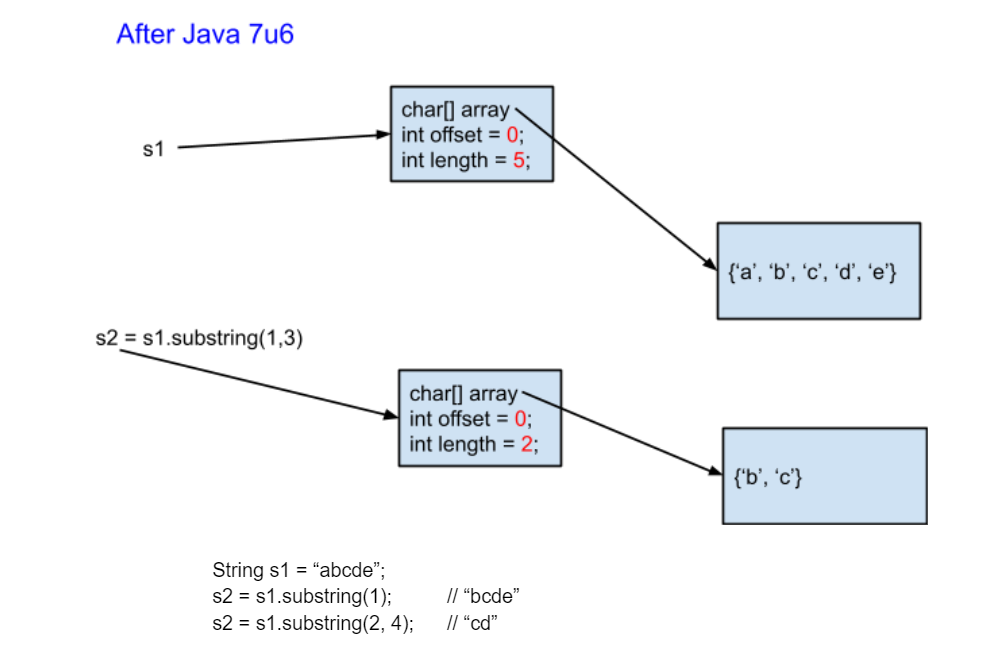 After Java 7u6
s1
char[] array
int offset = 0;
int length = 5;
{‘a’, ‘b’, ‘c’, ‘d’, ‘e’}
s2 = s1.substring(1,3)
char[] array
int offset = 0;
int length = 2;
{‘b’, ‘c’}
String s1 = “abcde”;
s2 = s1.substring(1); // “bcde”
s2 = s1.substring(2, 4); // “cd”